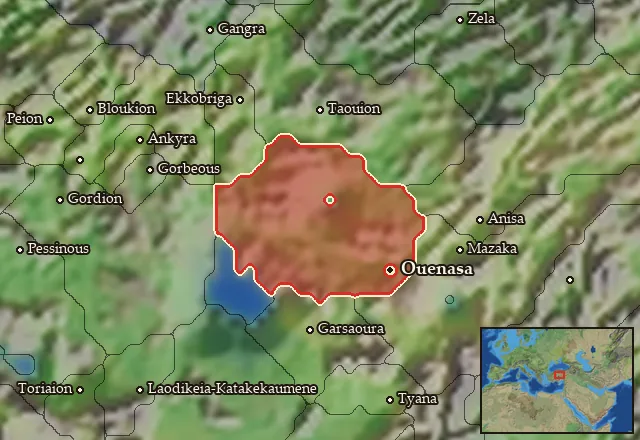 Zela
Gangra
Ekkobriga
Taouion
Bloukion
Peion
Ankyra
Gorbeous
Gordion
Anisa
Pessinous
Mazaka
Ouenasa
Garsaoura
Toriaion
Laodikeia-Katakekaumene
Tyana